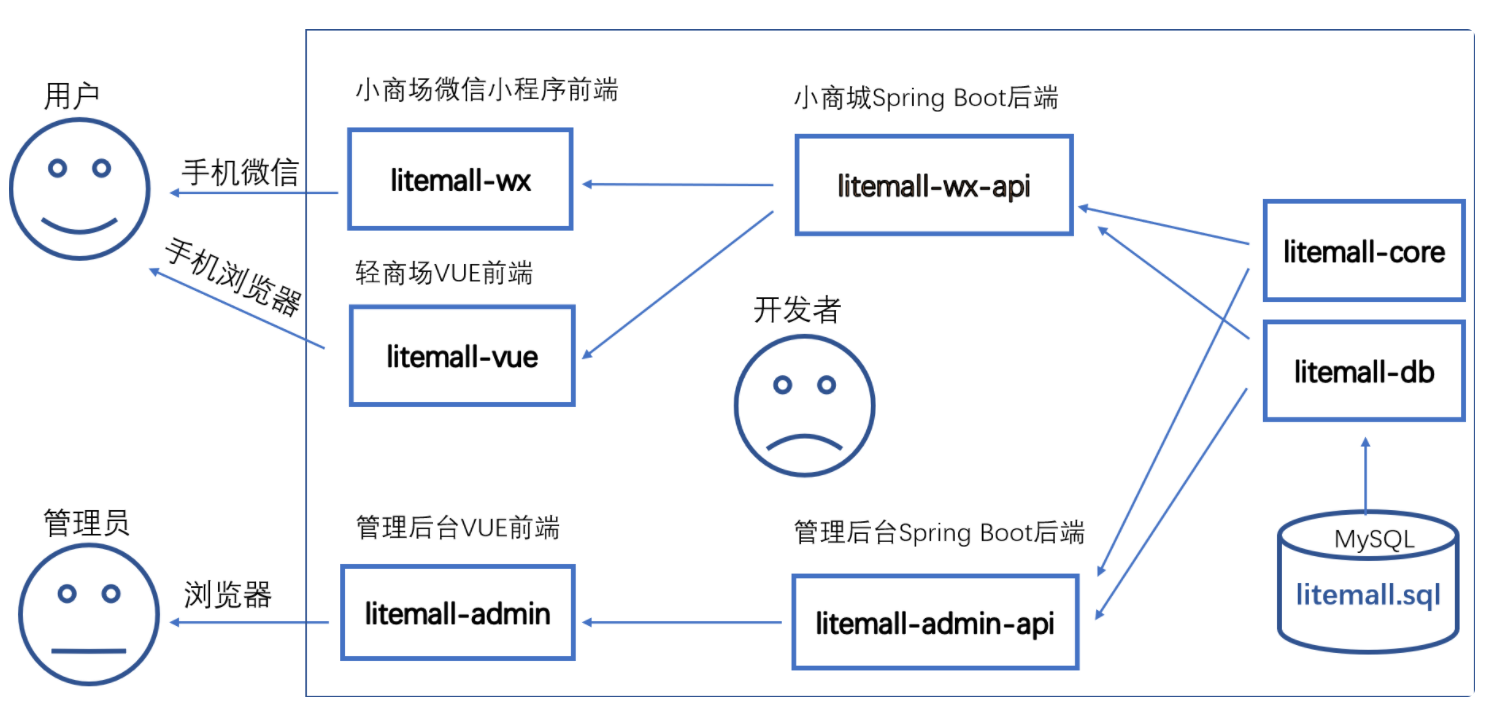 用户
小商场微信小程序前端
小商城Spring Boot后端
手机微信
litemall-wx
litemall-wx-api
手机浏览器
轻商场VUE前端
litemall-core
litemall-vue
开发者
litemall-db
管理员
管理后台VUE前端
管理后台Spring Boot后端
MySQL
浏览器
litemall-admin
litemall-admin-api
litemall.sql